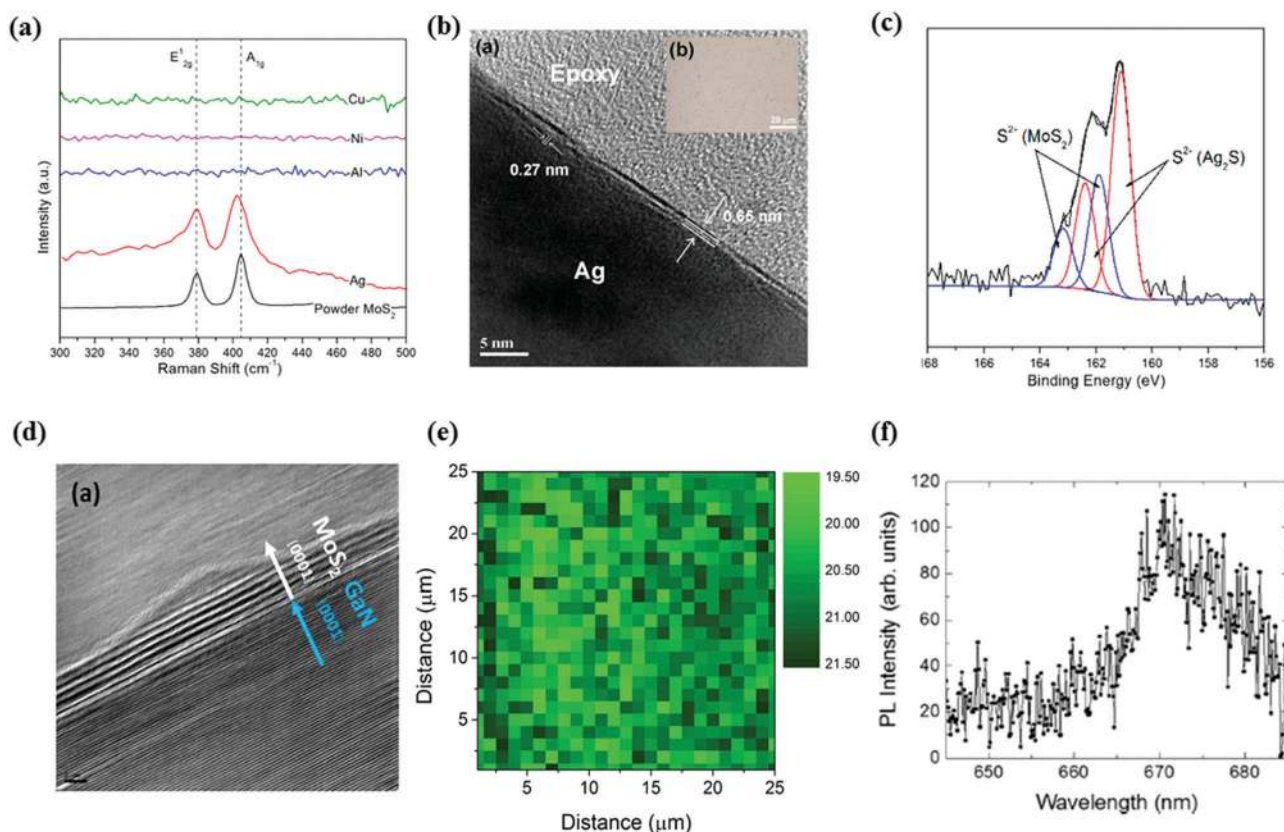 (a)
E¹₂g
A₁g
Cu
Ni
Al
Ag
Powder MoS₂
Intensity (a.u.)
300 320 340 360 380 400 420 440 460 480 500
Raman Shift (cm⁻¹)
(b)
(a)
(b)
Epoxy
20 μm
0.27 nm
0.65 nm
Ag
5 nm
(c)
S²⁻ (MoS₂)
S²⁻ (Ag₂S)
168 166 164 162 160 158 156
Binding Energy (eV)
(d)
(a)
MoS₂
(0001)
GaN
(0001)
(e)
25
20
15
10
5
Distance (μm)
5 10 15 20 25
Distance (μm)
19.50
20.00
20.50
21.00
21.50
(f)
120
100
80
60
40
20
0
PL Intensity (arb. units)
650 660 670 680
Wavelength (nm)